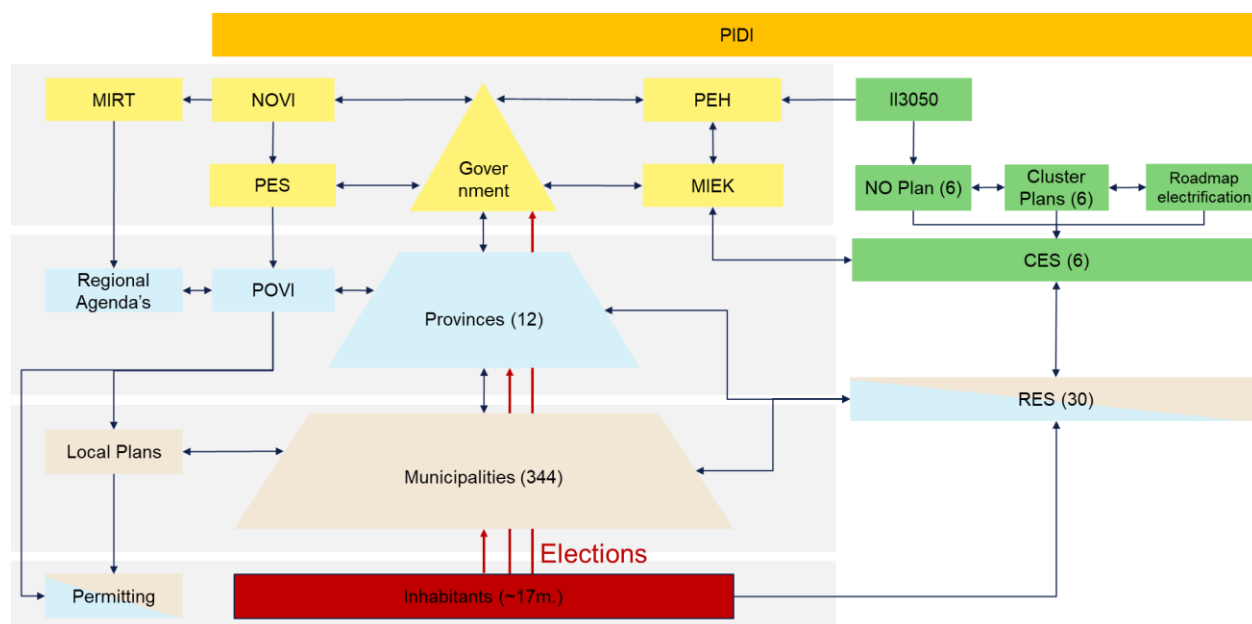 PIDI
MIRT
NOVI
PEH
II3050
Gover
nment
PES
MIEK
NO Plan (6)
Cluster
Plans (6)
Roadmap
electrification
CES (6)
Regional
Agenda's
POVI
Provinces (12)
RES (30)
Local Plans
Municipalities (344)
Elections
Permitting
Inhabitants (~17m.)